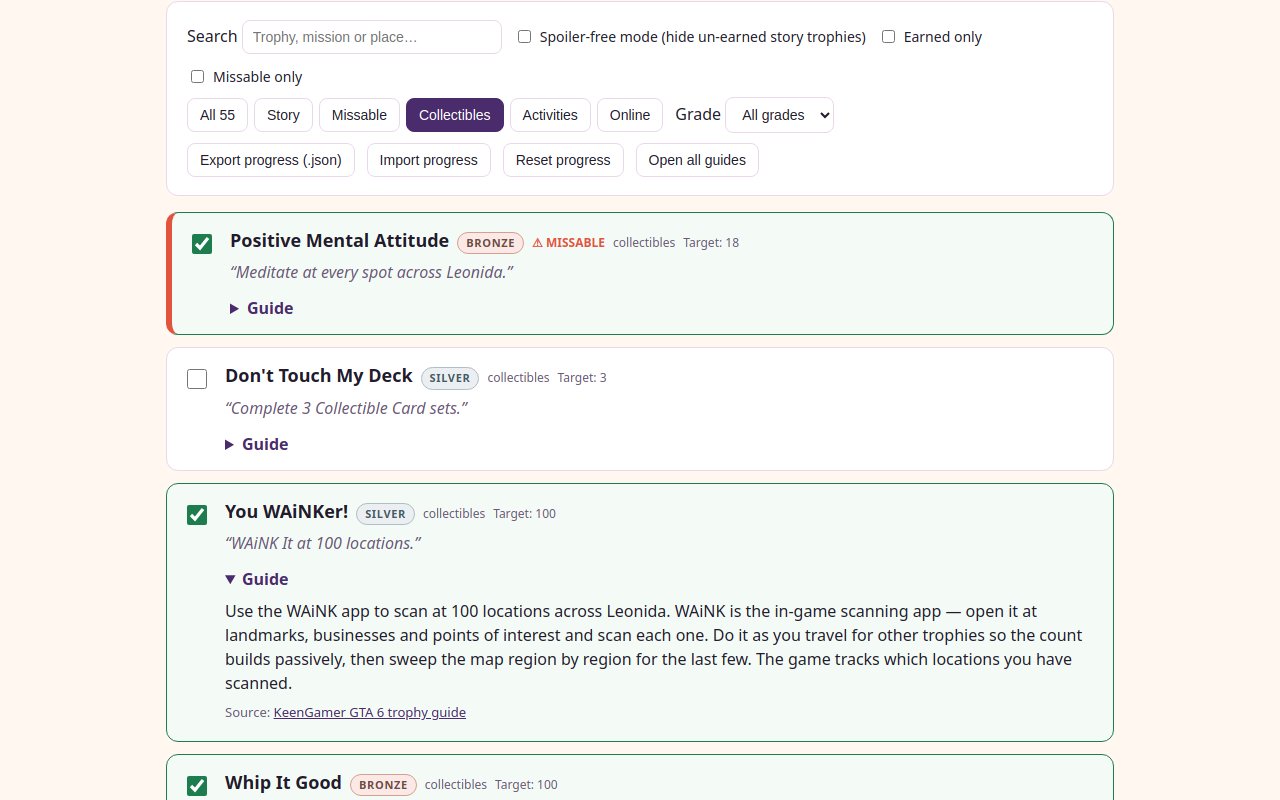 Search Trophy, mission or place… Spoiler-free mode (hide un-earned story trophies) Earned only
Missable only
All 55 Story Missable Collectibles Activities Online Grade All grades
Export progress (.json) Import progress Reset progress Open all guides
Positive Mental Attitude BRONZE ⚠ MISSABLE collectibles Target: 18
“Meditate at every spot across Leonida.”
Guide
Don't Touch My Deck SILVER collectibles Target: 3
“Complete 3 Collectible Card sets.”
Guide
You WAiNKer! SILVER collectibles Target: 100
“WAiNK It at 100 locations.”
Guide
Use the WAiNK app to scan at 100 locations across Leonida. WAiNK is the in-game scanning app — open it at
landmarks, businesses and points of interest and scan each one. Do it as you travel for other trophies so the count
builds passively, then sweep the map region by region for the last few. The game tracks which locations you have
scanned.
Source: KeenGamer GTA 6 trophy guide
Whip It Good BRONZE collectibles Target: 100